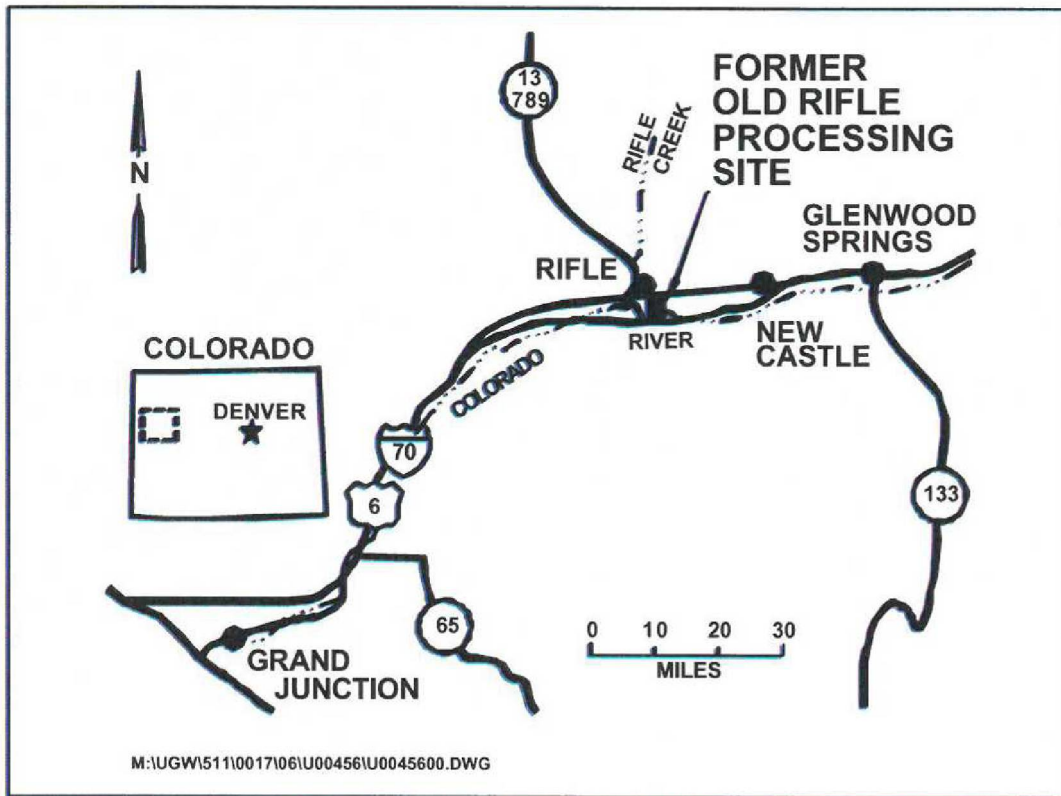 13
789
RIFLE
CREEK
FORMER
OLD RIFLE
PROCESSING
SITE
N
GLENWOOD
SPRINGS
RIFLE
RIVER
NEW
CASTLE
COLORADO
COLORADO
DENVER
70
6
133
65
0 10 20 30
MILES
GRAND
JUNCTION
M:\UGW\511\0017\06\U00456\U0045600.DWG